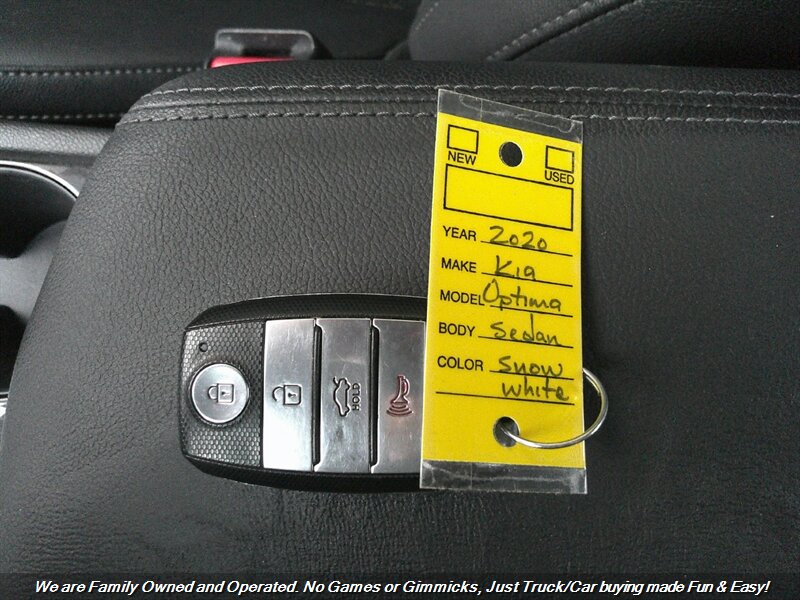 NEW
USED
YEAR 2020
MAKE Kia
MODEL Optima
BODY Sedan
COLOR Snow
white
HOLD
We are Family Owned and Operated. No Games or Gimmicks, Just Truck/Car buying made Fun & Easy!